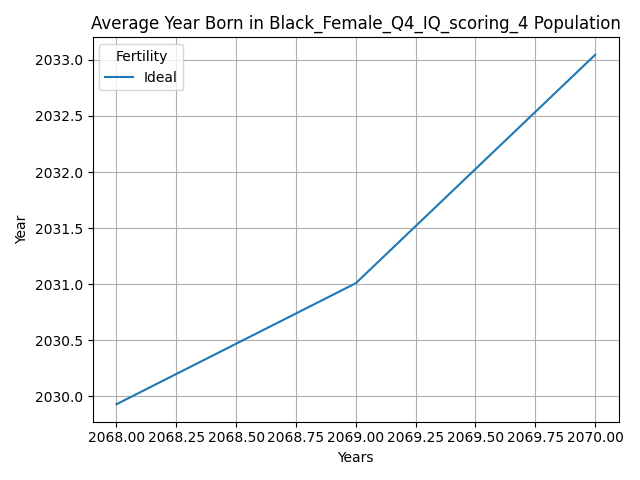 Average Year Born in Black_Female_Q4_IQ_scoring_4 Population
Fertility
Ideal
2033.0
2032.5
2032.0
2031.5
2031.0
2030.5
2030.0
Year
2068.00 2068.25 2068.50 2068.75 2069.00 2069.25 2069.50 2069.75 2070.00
Years